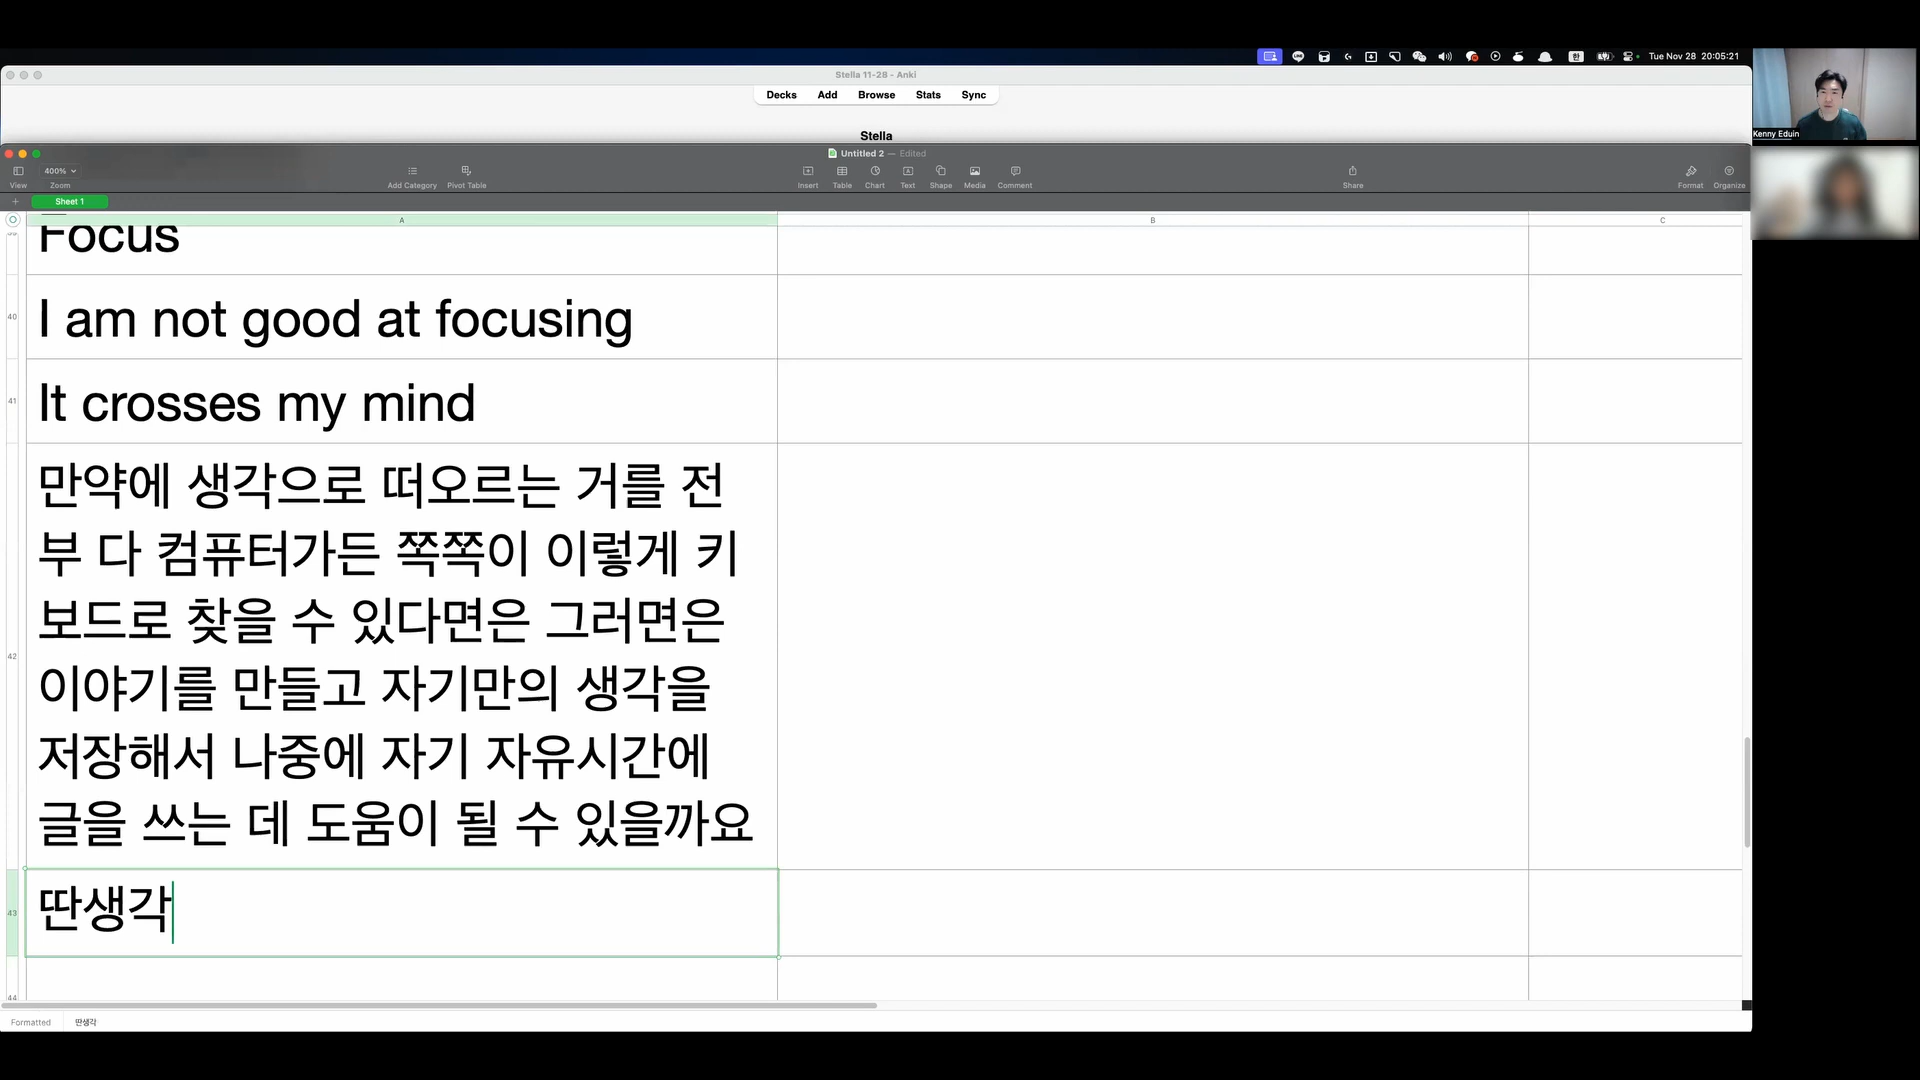 Tue Nov 28 20:05:21
Stella 11-28 - Anki
Decks Add Browse Stats Sync
Stella
Kenny Eduin
Untitled 2 — Edited
400%
View Zoom Add Category Pivot Table Insert Table Chart Text Shape Media Comment Share Format Organize
Sheet 1
A B C
Focus
40 I am not good at focusing
41 It crosses my mind
만약에 생각으로 떠오르는 거를 전
부 다 컴퓨터가든 쪽쪽이 이렇게 키
보드로 찾을 수 있다면은 그러면은
42
이야기를 만들고 자기만의 생각을
저장해서 나중에 자기 자유시간에
글을 쓰는 데 도움이 될 수 있을까요
43 딴생각
44
Formatted 딴생각